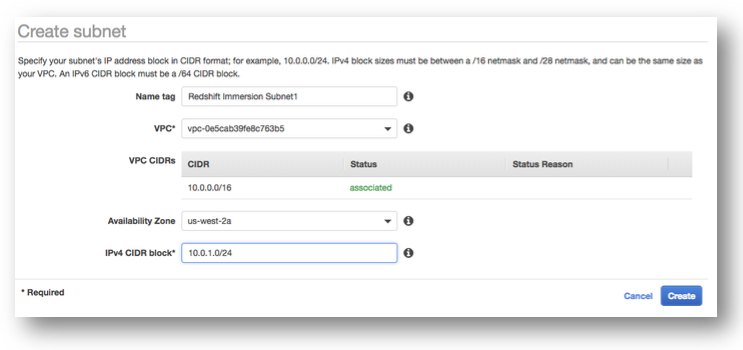 Create subnet
Specify your subnet's IP address block in CIDR format; for example, 10.0.0.0/24. IPv4 block sizes must be between a /16 netmask and /28 netmask, and can be the same size as
your VPC. An IPv6 CIDR block must be a /64 CIDR block.
Name tag Redshift Immersion Subnet1
VPC* vpc-0e5cab39fe8c763b5
VPC CIDRs CIDR Status Status Reason
10.0.0.0/16 associated
Availability Zone us-west-2a
IPv4 CIDR block* 10.0.1.0/24
* Required Cancel Create